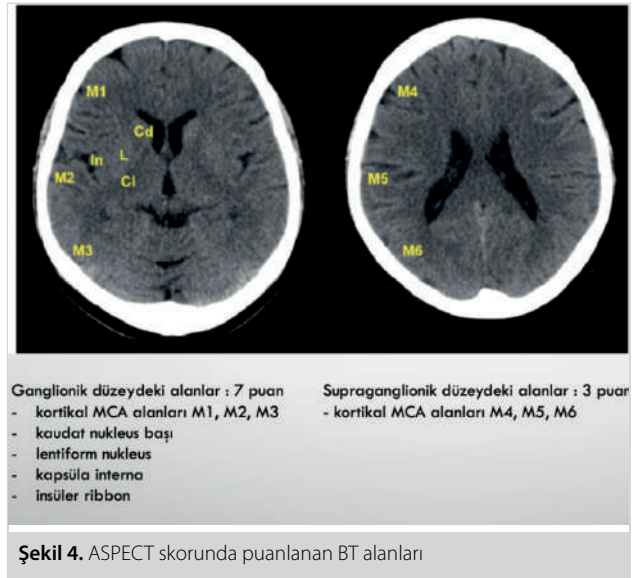 M1
Cd
In
L
M2
CI
M3
M4
M5
M6
Ganglionik düzeydeki alanlar : 7 puan
- kortikal MCA alanları M1, M2, M3
- kaudat nukleus başı
- lentiform nukleus
- kapsüla interna
- insüler ribbon
Supraganglionik düzeydeki alanlar : 3 puan
- kortikal MCA alanları M4, M5, M6
Şekil 4. ASPECT skorunda puanlanan BT alanları